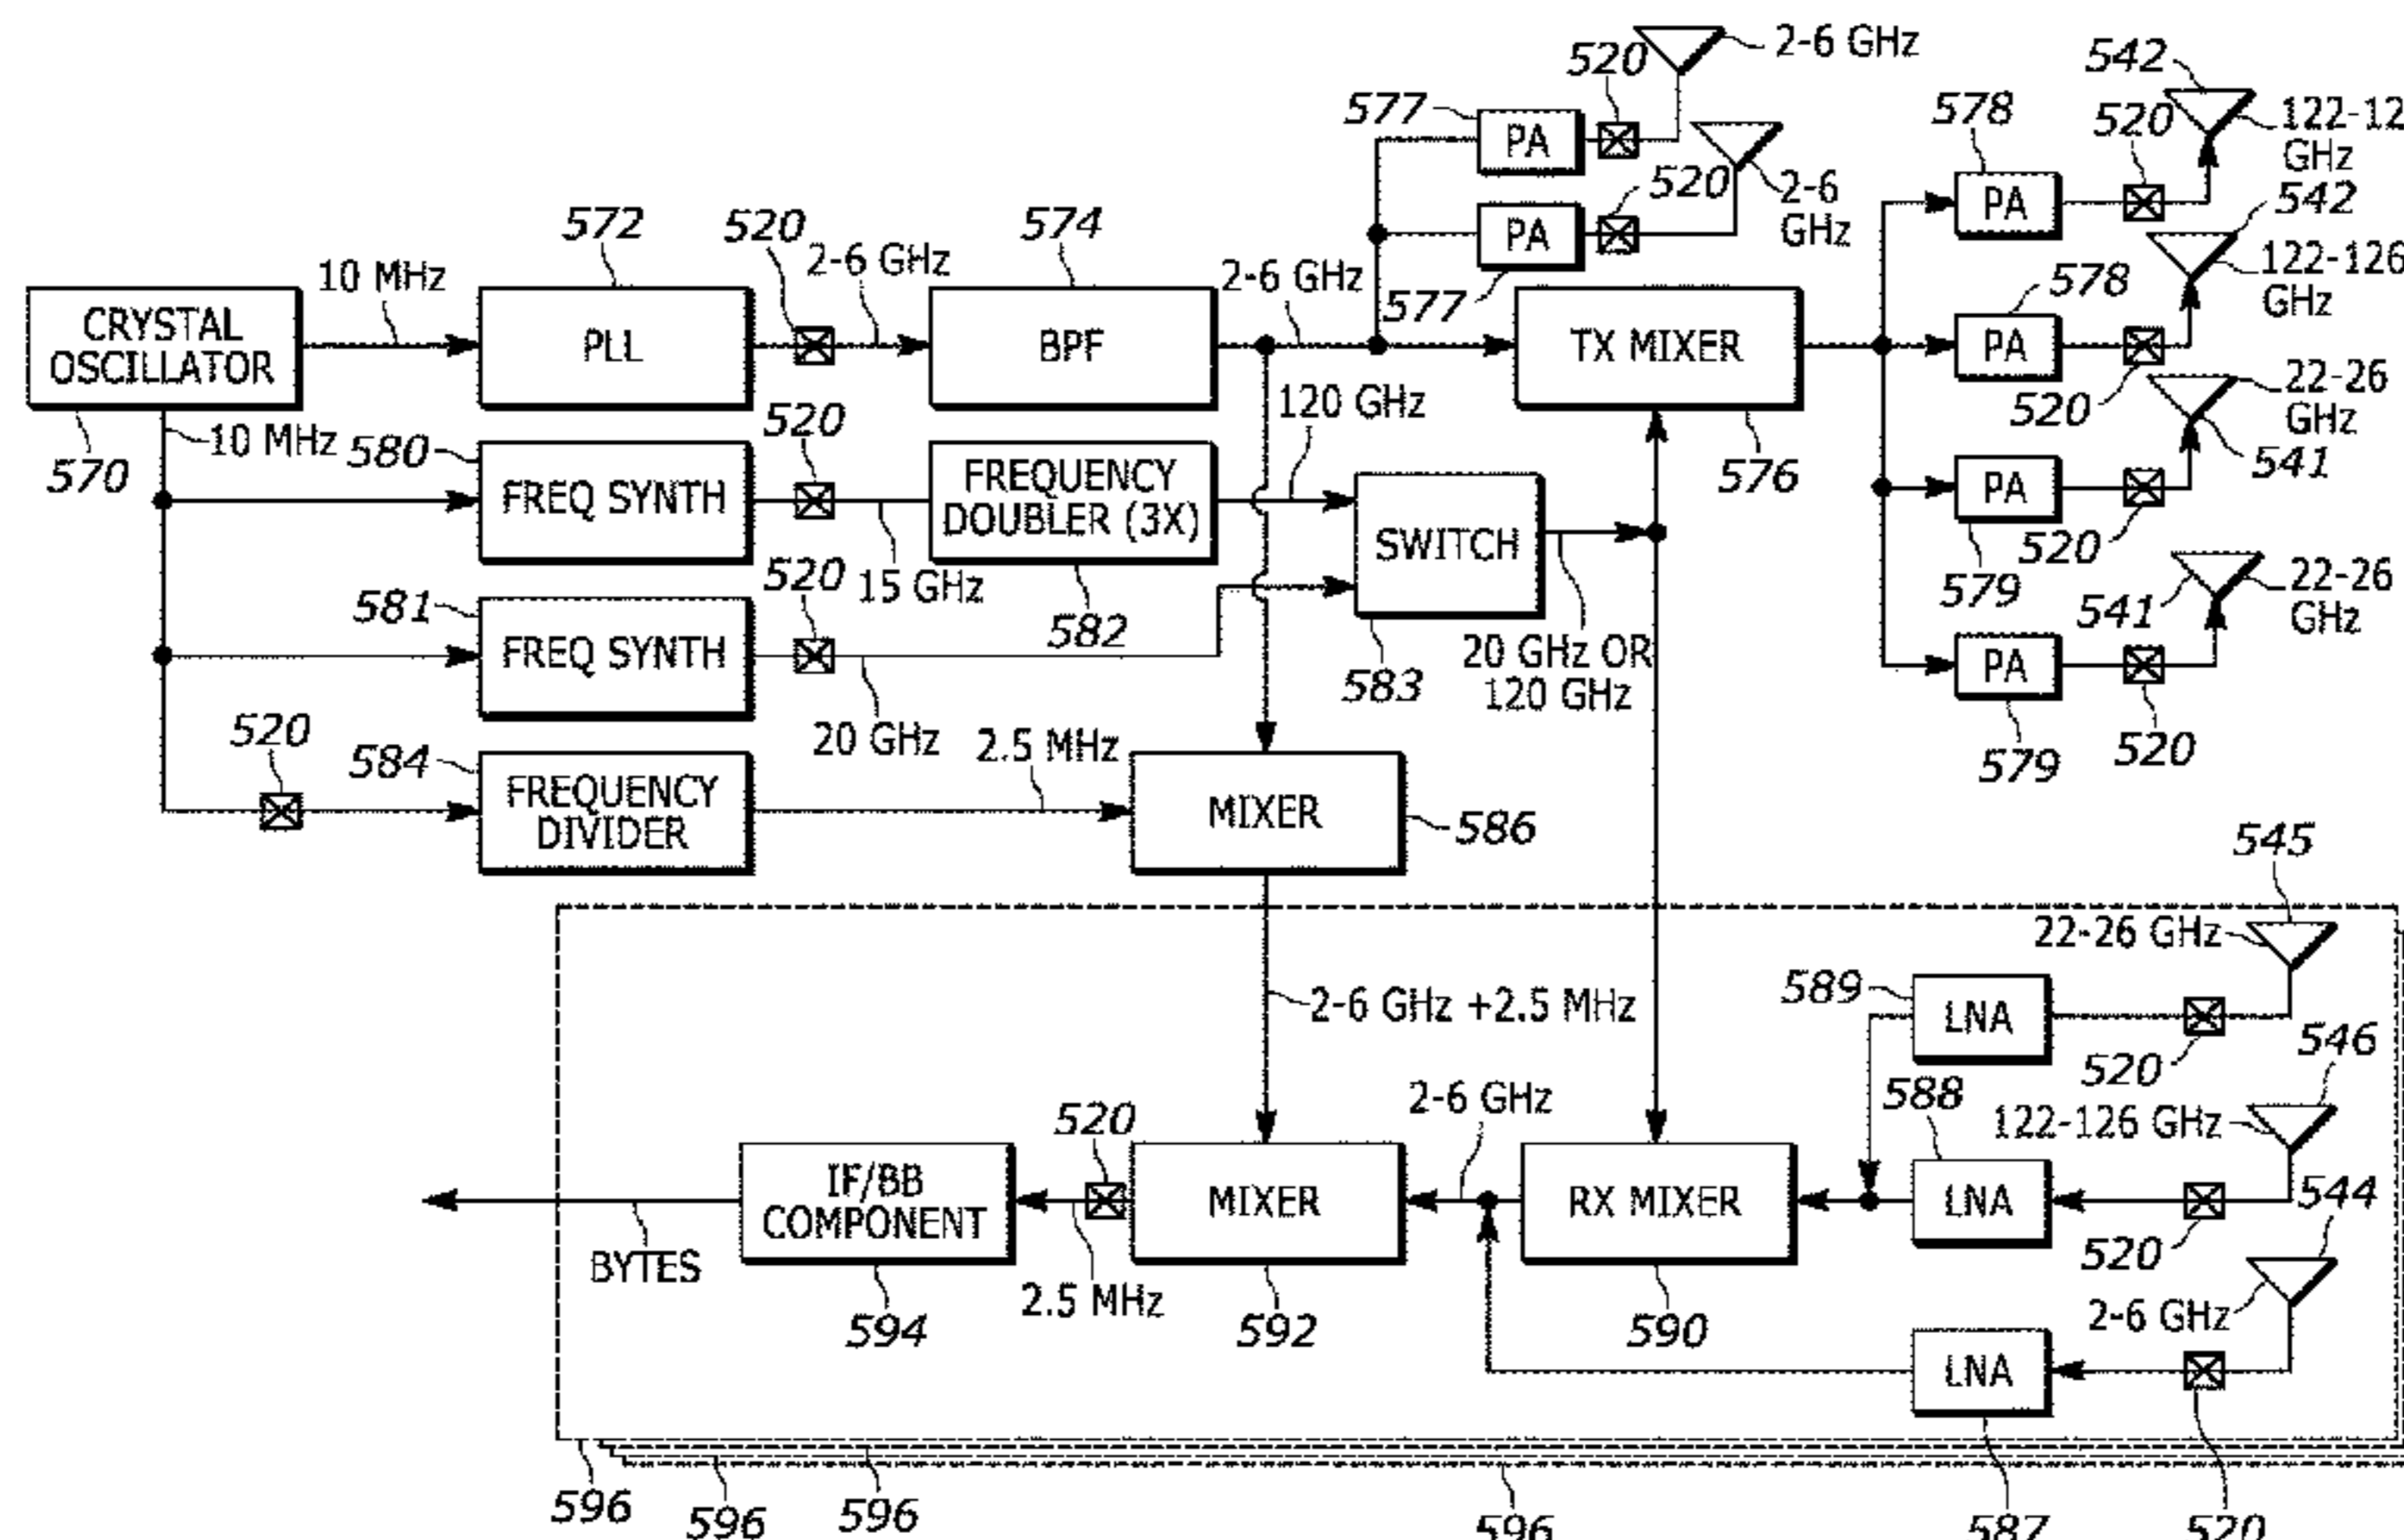 520
2-6 GHz
542
577
PA
520
2-6
GHz
578
520
122-12
GHz
PA
PA
577
542
572
520
2-6 GHz
574
2-6 GHz
578
122-126
GHz
10 MHz
CRYSTAL
OSCILLATOR
PLL
BPF
TX MIXER
PA
520
22-26
GHz
541
570
10 MHz
580
520
120 GHz
576
FREQ SYNTH
FREQUENCY
DOUBLER (3X)
SWITCH
PA
520
579
581
520
15 GHz
582
541
22-26
GHz
FREQ SYNTH
583
20 GHz OR
120 GHz
PA
520
579
520
584
20 GHz
2.5 MHz
FREQUENCY
DIVIDER
MIXER
586
545
22-26 GHz
589
LNA
520
2-6 GHz +2.5 MHz
546
588
122-126 GHz
520
2-6 GHz
544
BYTES
IF/BB
COMPONENT
MIXER
RX MIXER
LNA
520
2.5 MHz
594
592
590
2-6 GHz
LNA
596
596
596
596
587
520